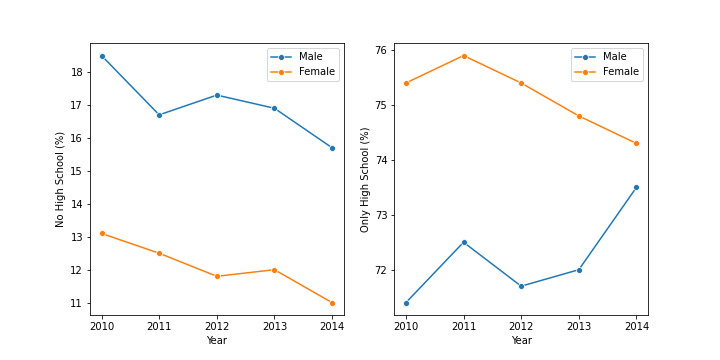 No High School (%)
18
17
16
15
14
13
12
11
2010 2011 2012 2013 2014
Year
Male
Female
Only High School (%)
76
75
74
73
72
2010 2011 2012 2013 2014
Year
Male
Female